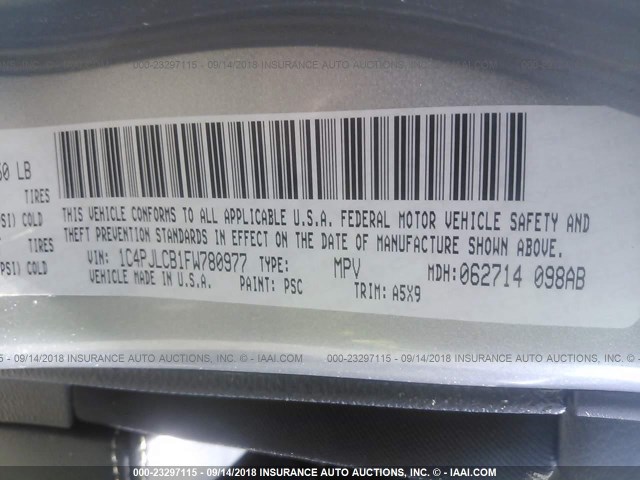 000-23297115 - 09/14/2018 INSURANCE AUTO AUCTIONS, INC. - IAAI.COM
60 LB
TIRES
PSI) COLD
TIRES
PSI) COLD
THIS VEHICLE CONFORMS TO ALL APPLICABLE U.S.A. FEDERAL MOTOR VEHICLE SAFETY AND
THEFT PREVENTION STANDARDS IN EFFECT ON THE DATE OF MANUFACTURE SHOWN ABOVE.
VIN: 1C4PJLCB1FW780977 TYPE: MPV MDH: 062714 098AB
VEHICLE MADE IN U.S.A. PAINT: PSC TRIM: A5X9
09/14/2018 INSURANCE AUTO AUCTIONS, INC. - IAAI.COM
000-23297115 - 09/14/2018 INSURANCE AUTO AUCTIONS
000-23297115 - 09/14/2018 INSURANCE AUTO AUCTIONS, INC. - IAAI.COM